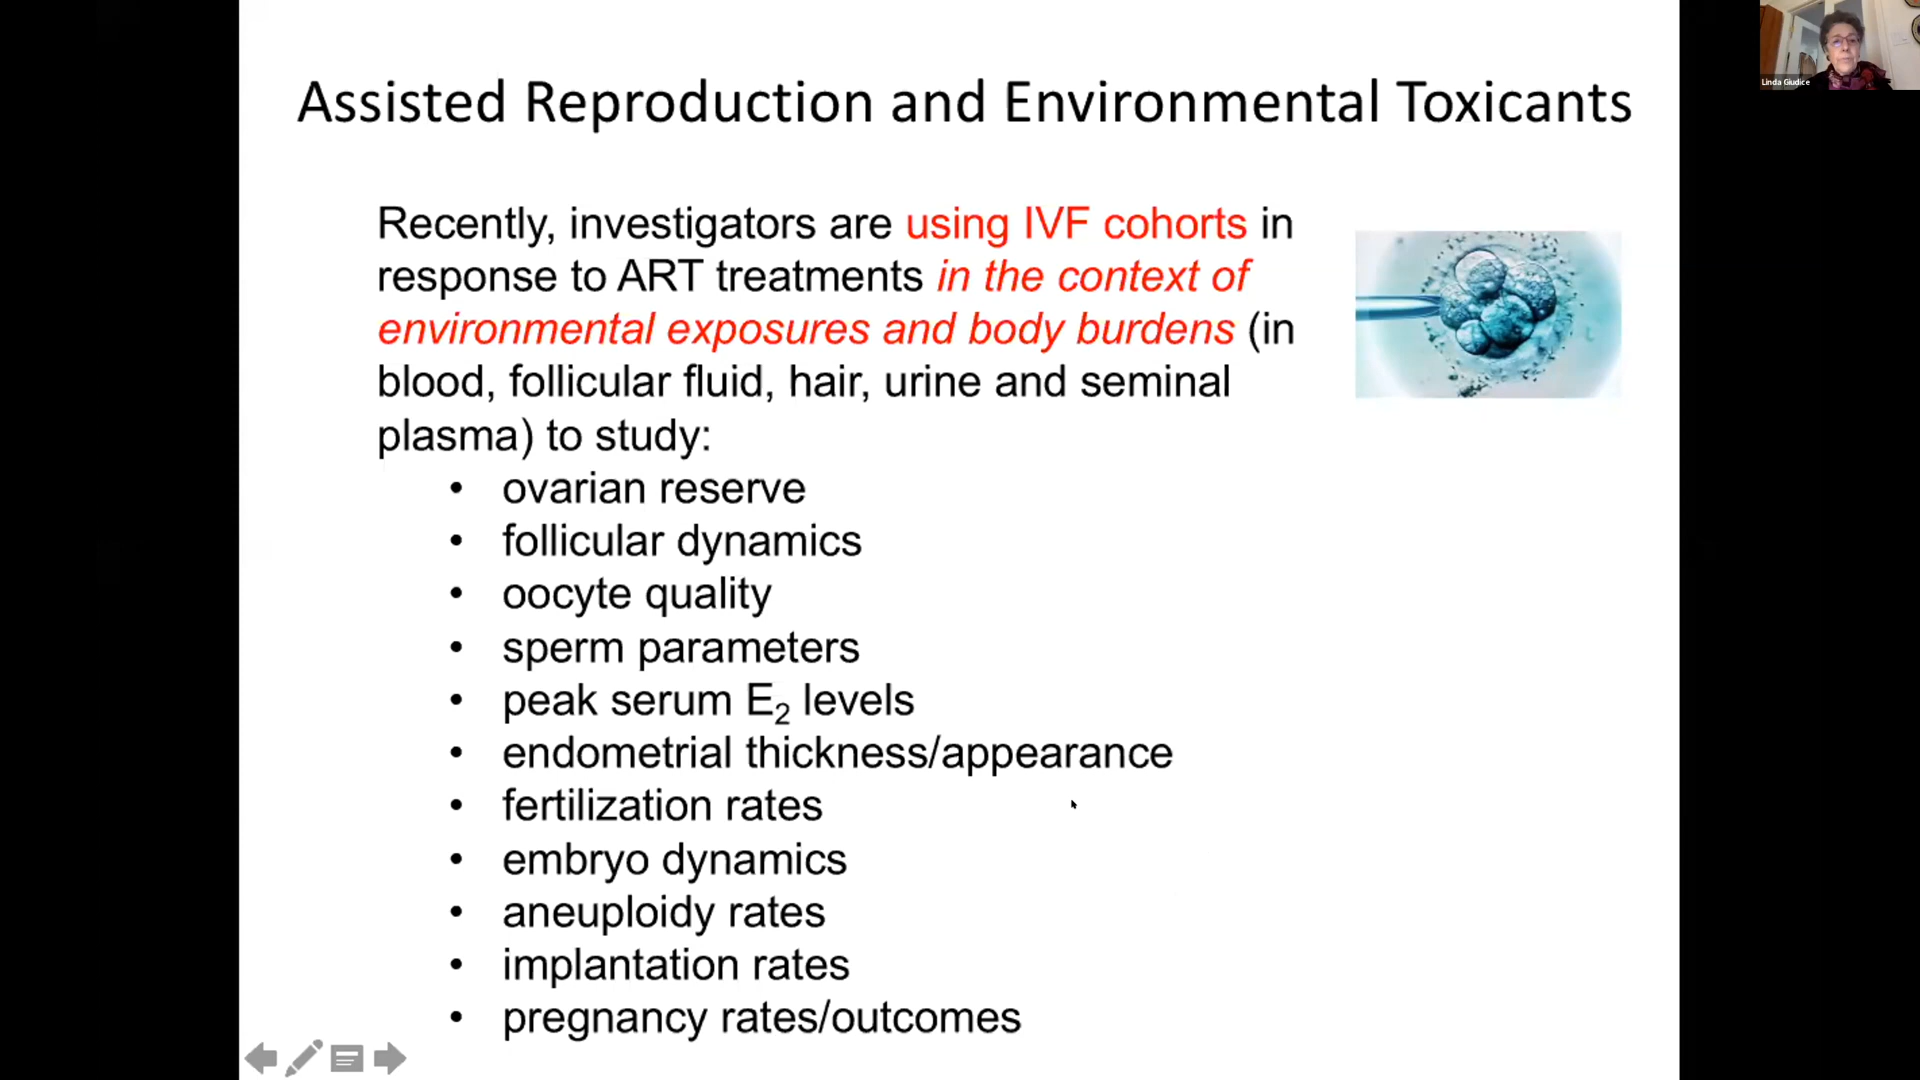 Assisted Reproduction and Environmental Toxicants
Linda Giudice
Recently, investigators are using IVF cohorts in
response to ART treatments in the context of
environmental exposures and body burdens (in
blood, follicular fluid, hair, urine and seminal
plasma) to study:
• ovarian reserve
• follicular dynamics
• oocyte quality
• sperm parameters
• peak serum E₂ levels
• endometrial thickness/appearance
• fertilization rates
• embryo dynamics
• aneuploidy rates
• implantation rates
• pregnancy rates/outcomes